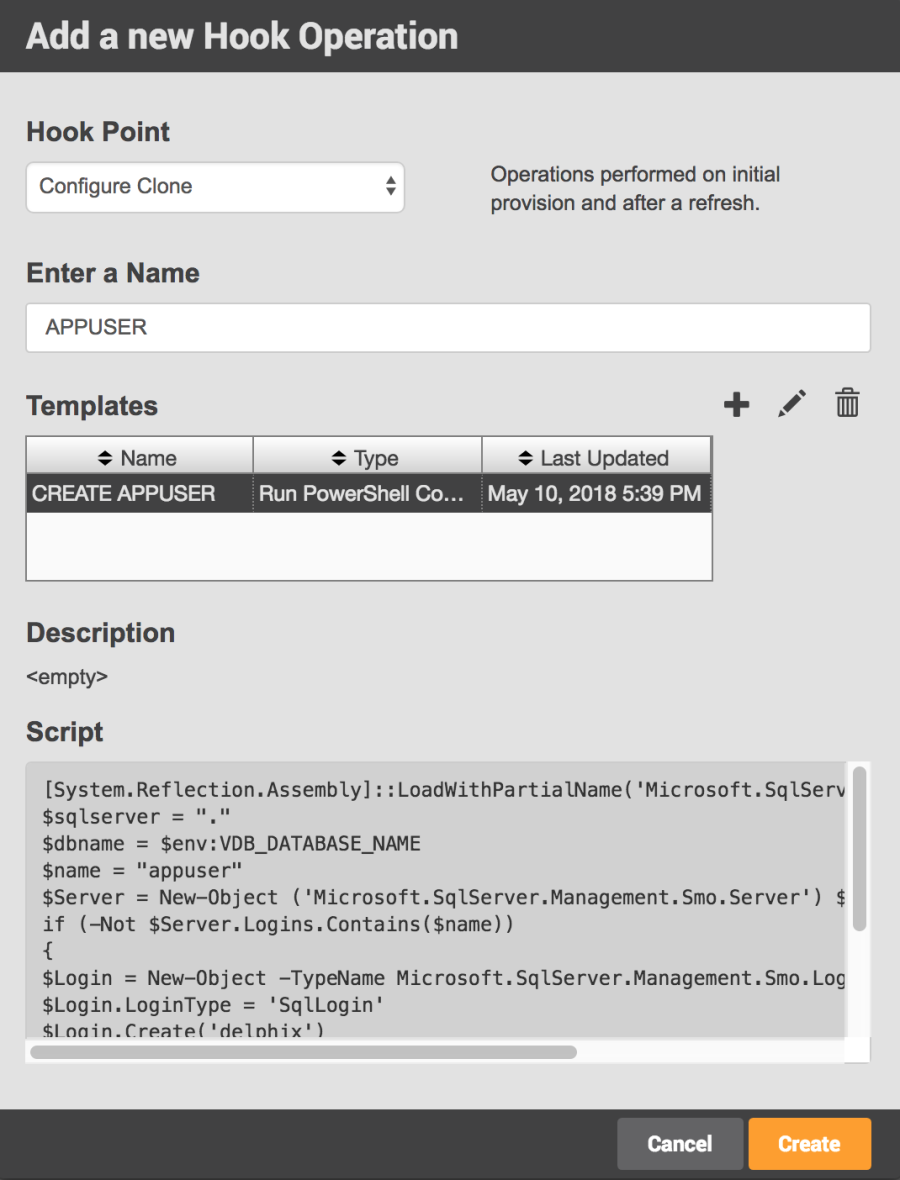 Add a new Hook Operation
Hook Point
Configure Clone
Operations performed on initial
provision and after a refresh.
Enter a Name
APPUSER
Templates
Name Type Last Updated
CREATE APPUSER Run PowerShell Co... May 10, 2018 5:39 PM
Description
<empty>
Script
[System.Reflection.Assembly]::LoadWithPartialName('Microsoft.SqlServ
$sqlserver = "."
$dbname = $env:VDB_DATABASE_NAME
$name = "appuser"
$Server = New-Object ('Microsoft.SqlServer.Management.Smo.Server') $
if (-Not $Server.Logins.Contains($name))
{
$Login = New-Object -TypeName Microsoft.SqlServer.Management.Smo.Log
$Login.LoginType = 'SqlLogin'
$Login.Create('delphix')
Cancel Create